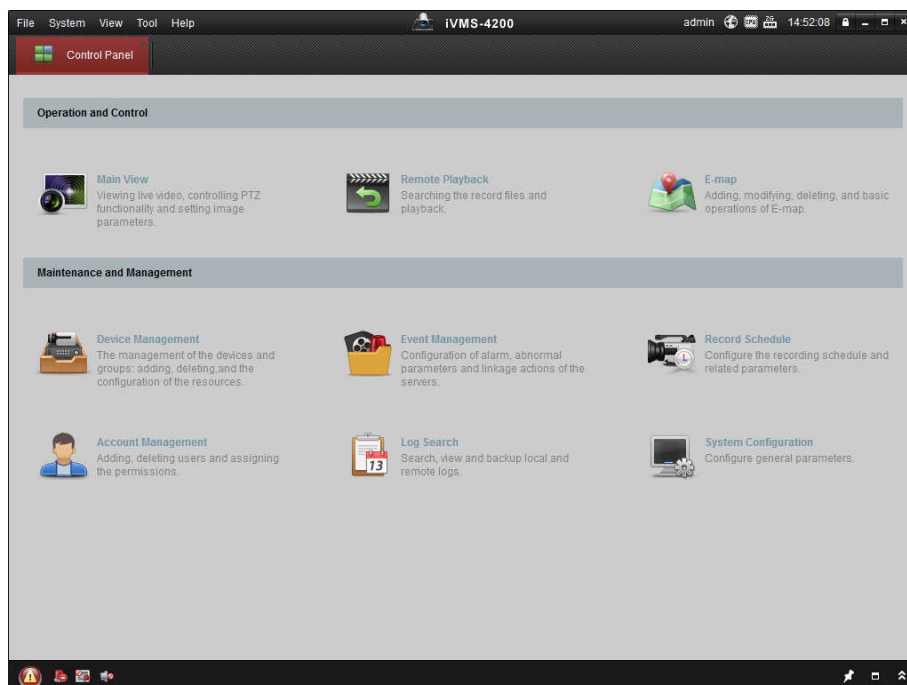 File System View Tool Help
iVMS-4200
admin 14:52:08
Control Panel
Operation and Control
Main View
Viewing live video, controlling PTZ
functionality and setting image
parameters.
Remote Playback
Searching the record files and
playback.
E-map
Adding, modifying, deleting, and basic
operations of E-map.
Maintenance and Management
Device Management
The management of the devices and
groups: adding, deleting,and the
configuration of the resources.
Event Management
Configuration of alarm, abnormal
parameters and linkage actions of the
servers.
Record Schedule
Configure the recording schedule and
related parameters.
Account Management
Adding, deleting users and assigning
the permissions.
13
Log Search
Search, view and backup local and
remote logs.
System Configuration
Configure general parameters.